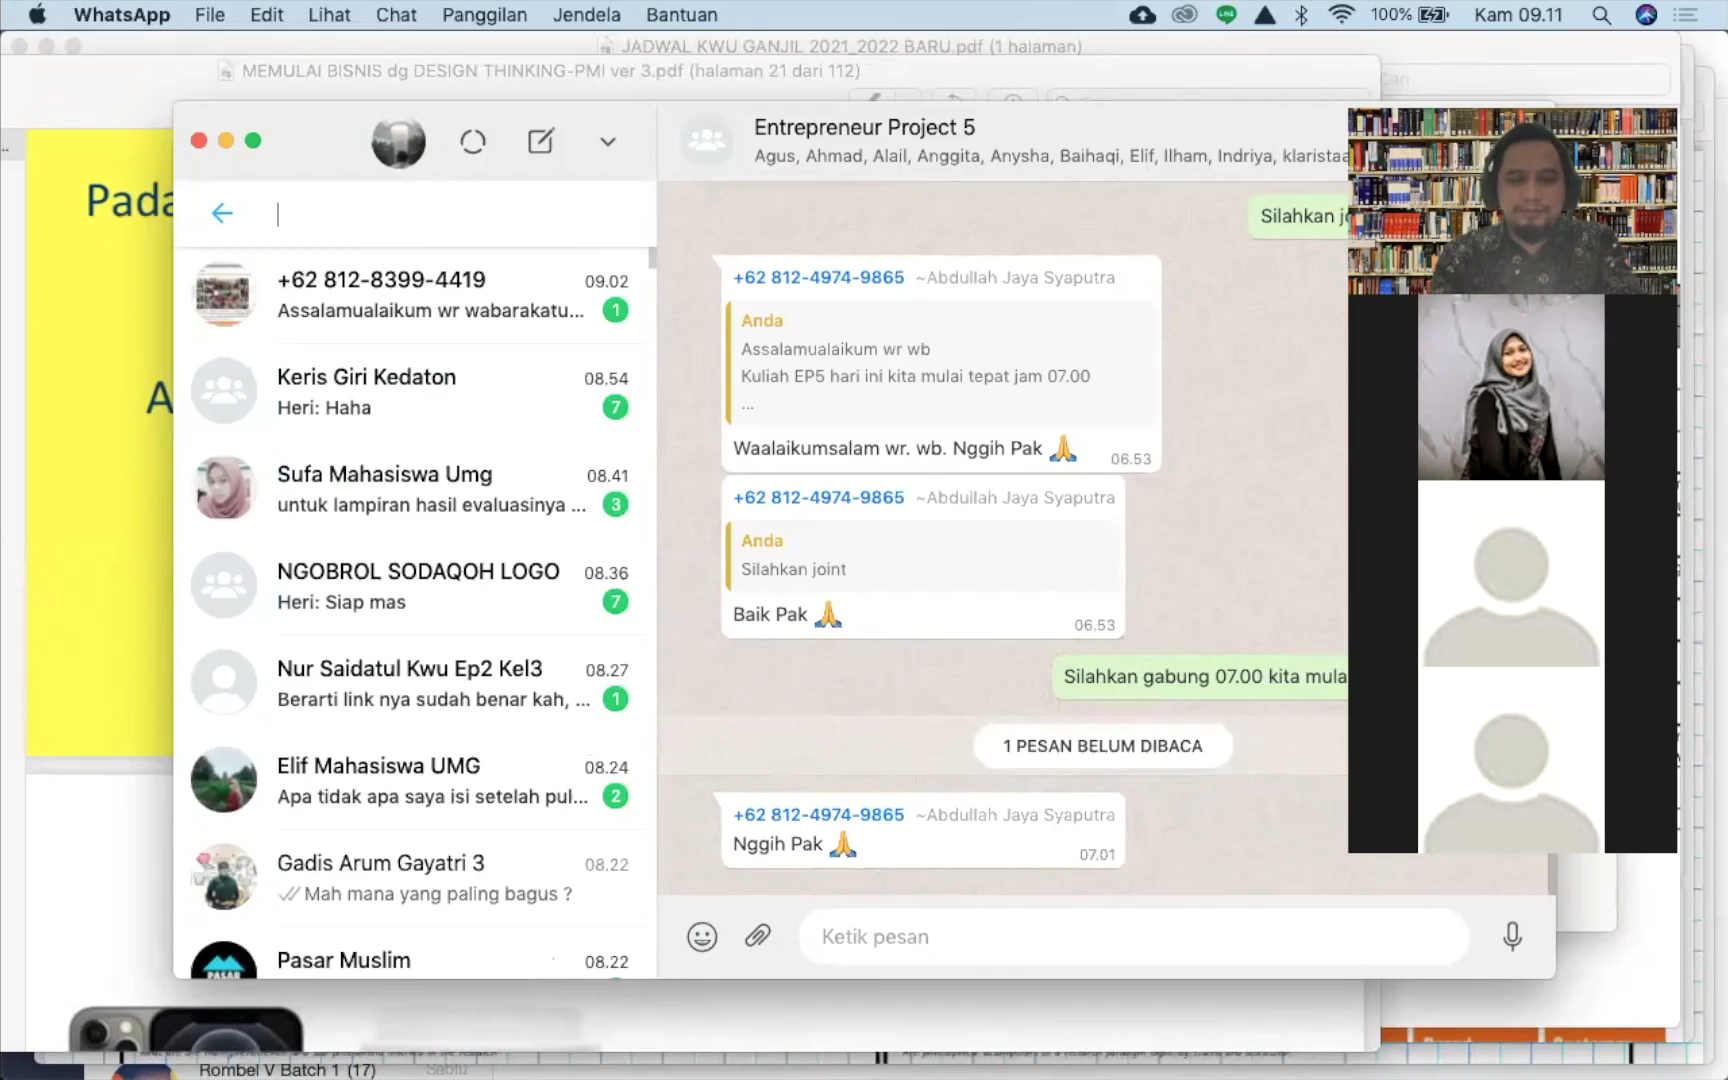 WhatsApp File Edit Lihat Chat Panggilan Jendela Bantuan 100% Kam 09.11
JADWAL KWU GANJIL 2021_2022 BARU.pdf (1 halaman)
MEMULAI BISNIS dg DESIGN THINKING-PMI ver 3.pdf (halaman 21 dari 112)
Entrepreneur Project 5
Agus, Ahmad, Alail, Anggita, Anysha, Baihaqi, Elif, Ilham, Indriya, klarista
+62 812-8399-4419 09.02
Assalamualaikum wr wabarakatu... 1
Keris Giri Kedaton 08.54
Heri: Haha 7
Sufa Mahasiswa Umg 08.41
untuk lampiran hasil evaluasinya ... 3
NGOBROL SODAQOH LOGO 08.36
Heri: Siap mas 7
Nur Saidatul Kwu Ep2 Kel3 08.27
Berarti link nya sudah benar kah, ... 1
Elif Mahasiswa UMG 08.24
Apa tidak apa saya isi setelah pul... 2
Gadis Arum Gayatri 3 08.22
Mah mana yang paling bagus ?
Pasar Muslim 08.22
PASAR
Silahkan
+62 812-4974-9865 ~Abdullah Jaya Syaputra
Anda
Assalamualaikum wr wb
Kuliah EP5 hari ini kita mulai tepat jam 07.00
...
Waalaikumsalam wr. wb. Nggih Pak 🙏 06.53
+62 812-4974-9865 ~Abdullah Jaya Syaputra
Anda
Silahkan joint
Baik Pak 🙏 06.53
Silahkan gabung 07.00 kita mula
1 PESAN BELUM DIBACA
+62 812-4974-9865 ~Abdullah Jaya Syaputra
Nggih Pak 🙏 07.01
Ketik pesan
Pada
A
Rombel V Batch 1 (17) Sabtu